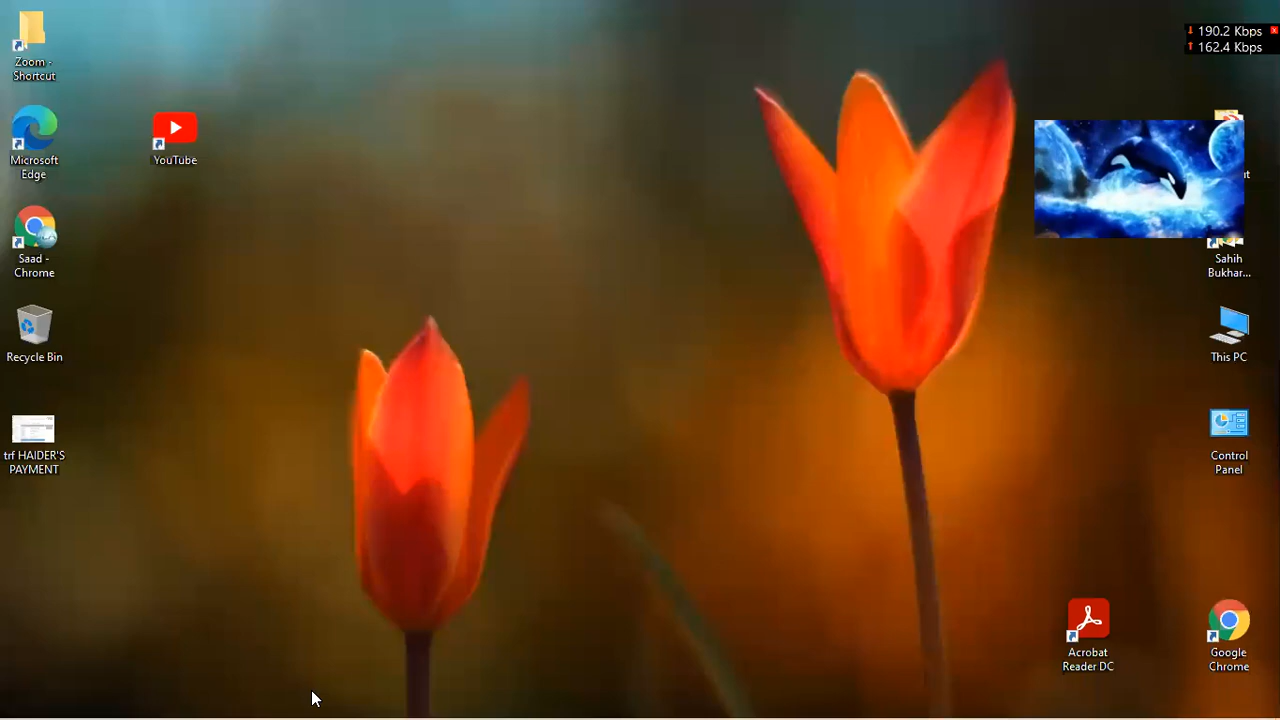 190.2 Kbps
162.4 Kbps
Zoom -
Shortcut
Microsoft
Edge
YouTube
Saad -
Chrome
Sahih
Bukhar...
Recycle Bin
This PC
trf HAIDER'S
PAYMENT
Control
Panel
Acrobat
Reader DC
Google
Chrome